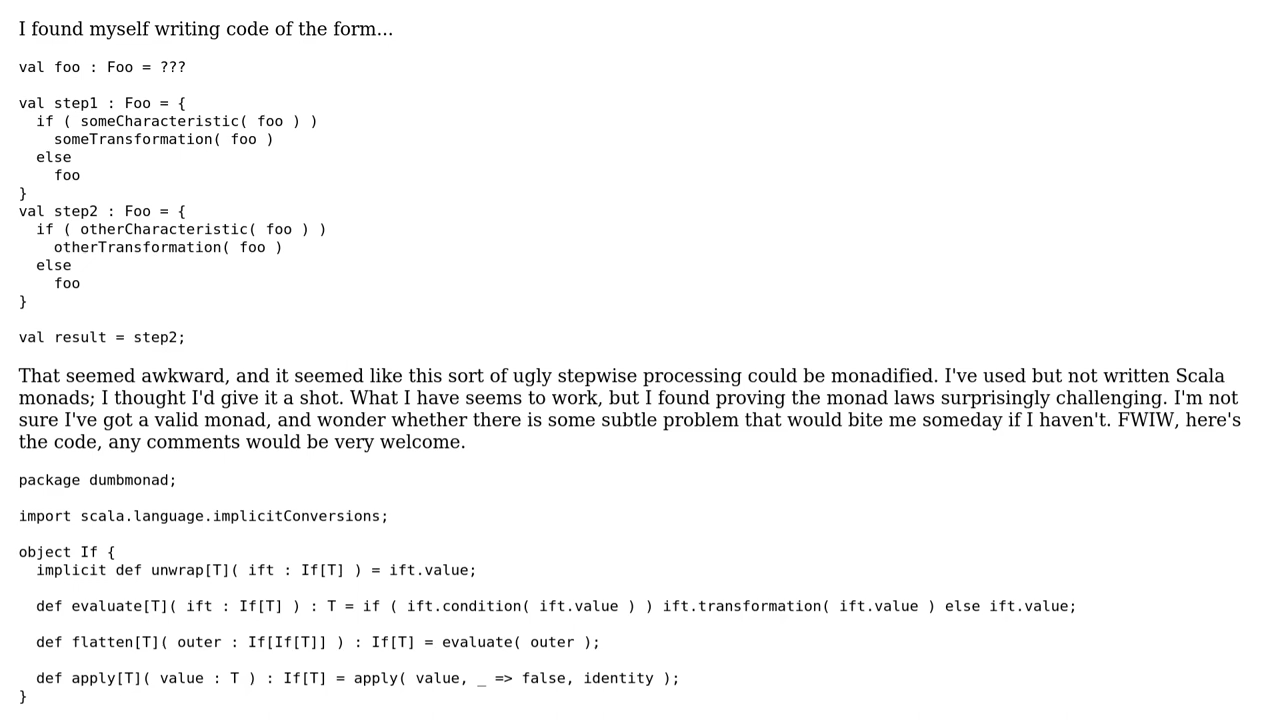 I found myself writing code of the form...
val foo : Foo = ???
val step1 : Foo = {
  if ( someCharacteristic( foo ) )
    someTransformation( foo )
  else
    foo
}
val step2 : Foo = {
  if ( otherCharacteristic( foo ) )
    otherTransformation( foo )
  else
    foo
}
val result = step2;
That seemed awkward, and it seemed like this sort of ugly stepwise processing could be monadified. I've used but not written Scala
monads; I thought I'd give it a shot. What I have seems to work, but I found proving the monad laws surprisingly challenging. I'm not
sure I've got a valid monad, and wonder whether there is some subtle problem that would bite me someday if I haven't. FWIW, here's
the code, any comments would be very welcome.
package dumbmonad;
import scala.language.implicitConversions;
object If {
  implicit def unwrap[T]( ift : If[T] ) = ift.value;
  def evaluate[T]( ift : If[T] ) : T = if ( ift.condition( ift.value ) ) ift.transformation( ift.value ) else ift.value;
  def flatten[T]( outer : If[If[T]] ) : If[T] = evaluate( outer );
  def apply[T]( value : T ) : If[T] = apply( value, _ => false, identity );
}